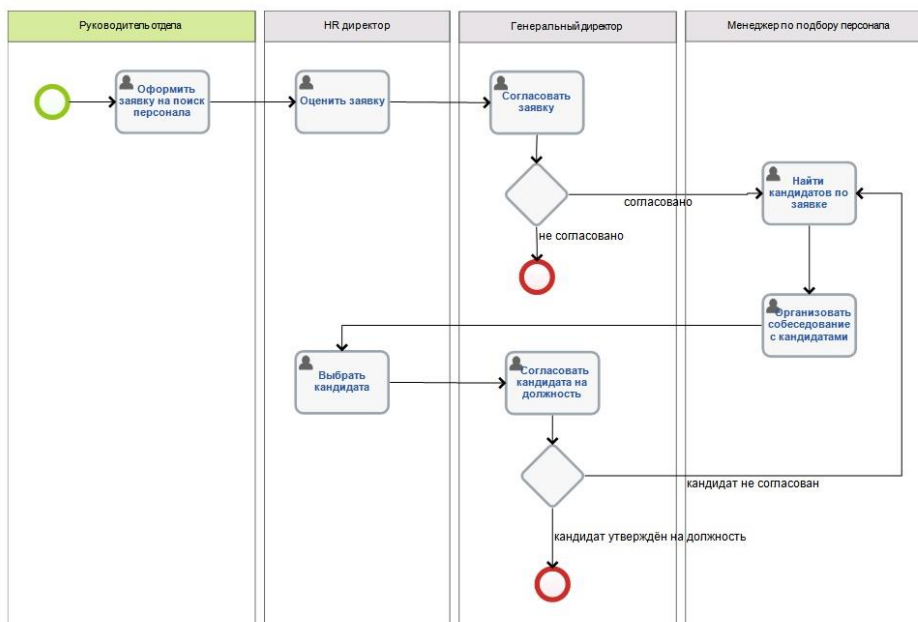 Руководитель отдела
HR директор
Генеральный директор
Менеджер по подбору персонала
Оформить
заявку на поиск
персонала
Оценить заявку
Согласовать
заявку
Найти
кандидатов по
заявке
согласовано
не согласовано
Организовать
собеседование
с кандидатами
Выбрать
кандидата
Согласовать
кандидата на
должность
кандидат не согласован
кандидат утверждён на должность